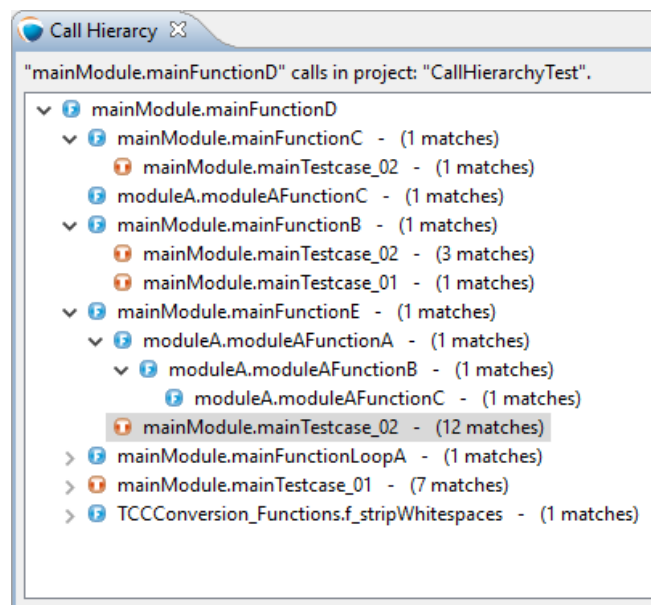 Call Hierarcy
"mainModule.mainFunctionD" calls in project: "CallHierarchyTest".
mainModule.mainFunctionD
mainModule.mainFunctionC - (1 matches)
mainModule.mainTestcase_02 - (1 matches)
moduleA.moduleAFunctionC - (1 matches)
mainModule.mainFunctionB - (1 matches)
mainModule.mainTestcase_02 - (3 matches)
mainModule.mainTestcase_01 - (1 matches)
mainModule.mainFunctionE - (1 matches)
moduleA.moduleAFunctionA - (1 matches)
moduleA.moduleAFunctionB - (1 matches)
moduleA.moduleAFunctionC - (1 matches)
mainModule.mainTestcase_02 - (12 matches)
mainModule.mainFunctionLoopA - (1 matches)
mainModule.mainTestcase_01 - (7 matches)
TCCConversion_Functions.f_stripWhitespaces - (1 matches)